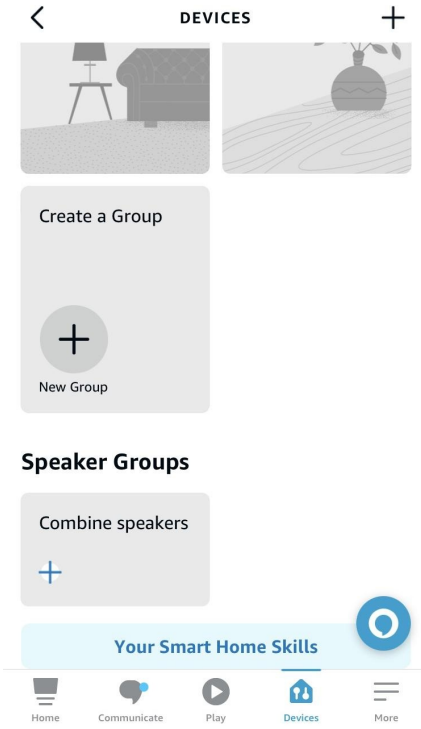 DEVICES
Create a Group
New Group
Speaker Groups
Combine speakers
Your Smart Home Skills
Home
Communicate
Play
Devices
More